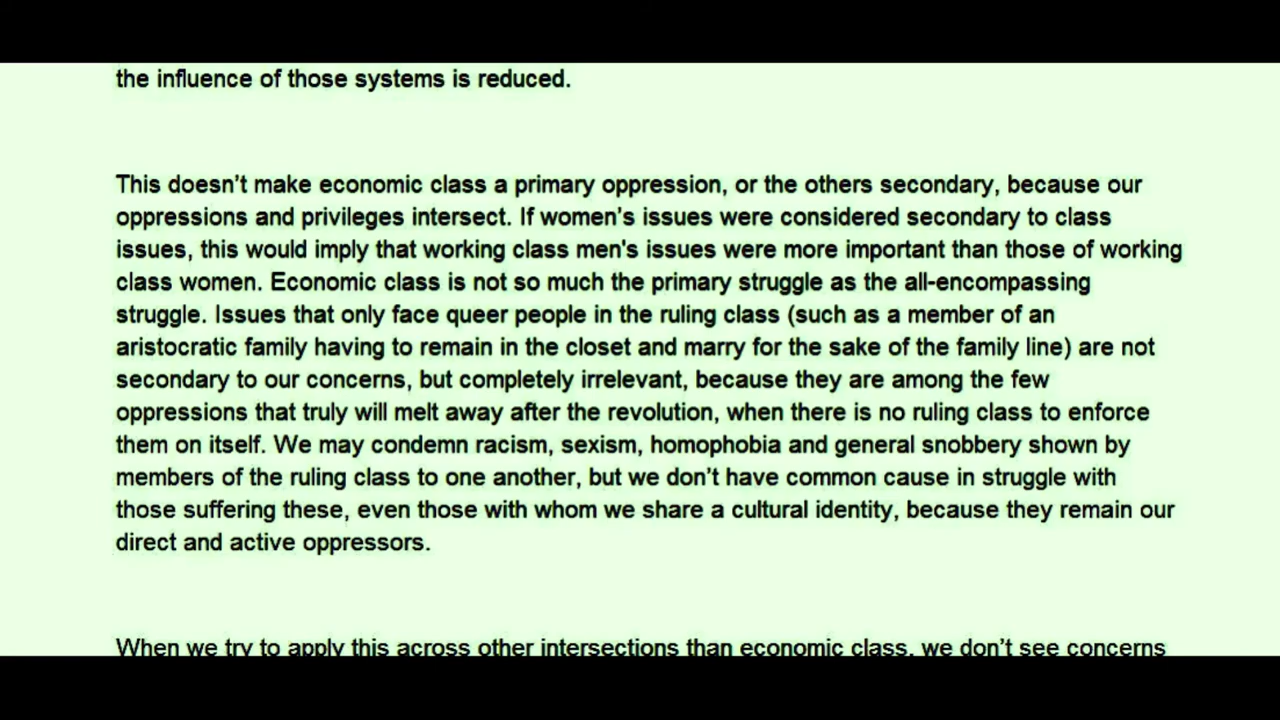 the influence of those systems is reduced.
This doesn’t make economic class a primary oppression, or the others secondary, because our
oppressions and privileges intersect. If women’s issues were considered secondary to class
issues, this would imply that working class men's issues were more important than those of working
class women. Economic class is not so much the primary struggle as the all-encompassing
struggle. Issues that only face queer people in the ruling class (such as a member of an
aristocratic family having to remain in the closet and marry for the sake of the family line) are not
secondary to our concerns, but completely irrelevant, because they are among the few
oppressions that truly will melt away after the revolution, when there is no ruling class to enforce
them on itself. We may condemn racism, sexism, homophobia and general snobbery shown by
members of the ruling class to one another, but we don’t have common cause in struggle with
those suffering these, even those with whom we share a cultural identity, because they remain our
direct and active oppressors.
When we try to apply this across other intersections than economic class, we don’t see concerns